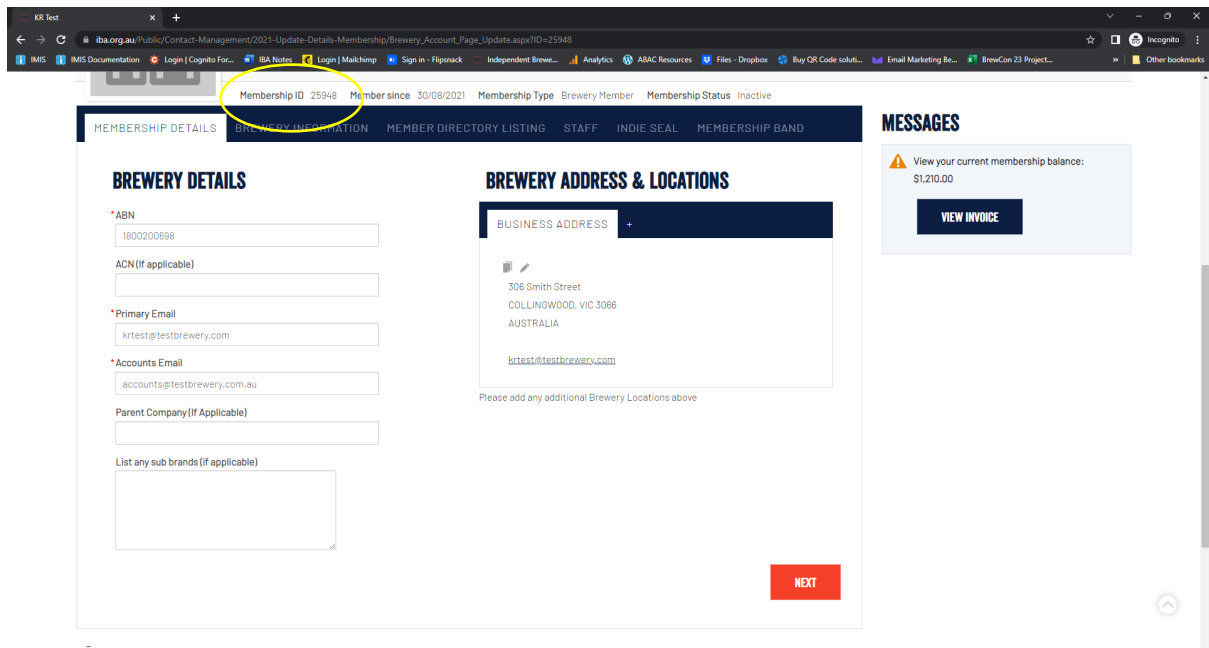 KR Test
iba.org.au/Public/Contact-Management/2021-Update-Details-Membership/Brewery_Account_Page_Update.aspx?ID=25948
Incognito
IMIS IMIS Documentation Login | Cognito For... IBA Notes Login | Mailchimp Sign in - Flipsnack Independent Brewe... Analytics ABAC Resources Files - Dropbox Buy QR Code soluti... Email Marketing Be... BrewCon 23 Project... » Other bookmarks
Membership ID 25948 Member since 30/08/2021 Membership Type Brewery Member Membership Status Inactive
MEMBERSHIP DETAILS BREWERY INFORMATION MEMBER DIRECTORY LISTING STAFF INDIE SEAL MEMBERSHIP BAND
MESSAGES
View your current membership balance:
$1,210.00
VIEW INVOICE
BREWERY DETAILS
*ABN
1800200698
ACN (If applicable)
*Primary Email
krtest@testbrewery.com
*Accounts Email
accounts@testbrewery.com.au
Parent Company (If Applicable)
List any sub brands (if applicable)
BREWERY ADDRESS & LOCATIONS
BUSINESS ADDRESS +
306 Smith Street
COLLINGWOOD, VIC 3066
AUSTRALIA
krtest@testbrewery.com
Please add any additional Brewery Locations above
NEXT